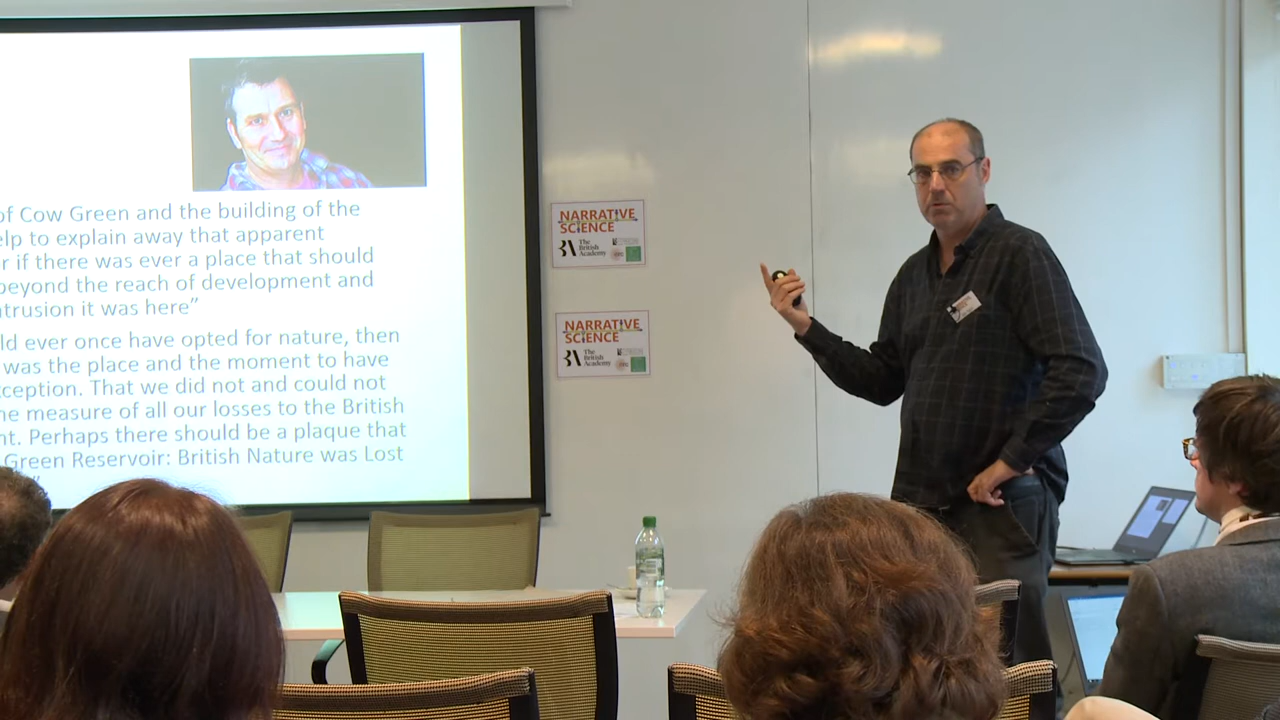 of Cow Green and the building of the
elp to explain away that apparent
r if there was ever a place that should
beyond the reach of development and
ntrusion it was here”
ld ever once have opted for nature, then
was the place and the moment to have
xception. That we did not and could not
he measure of all our losses to the British
nt. Perhaps there should be a plaque that
Green Reservoir: British Nature was Lost
NARRATIVE
SCIENCE
The
British
Academy
NARRATIVE
SCIENCE
The
British
Academy